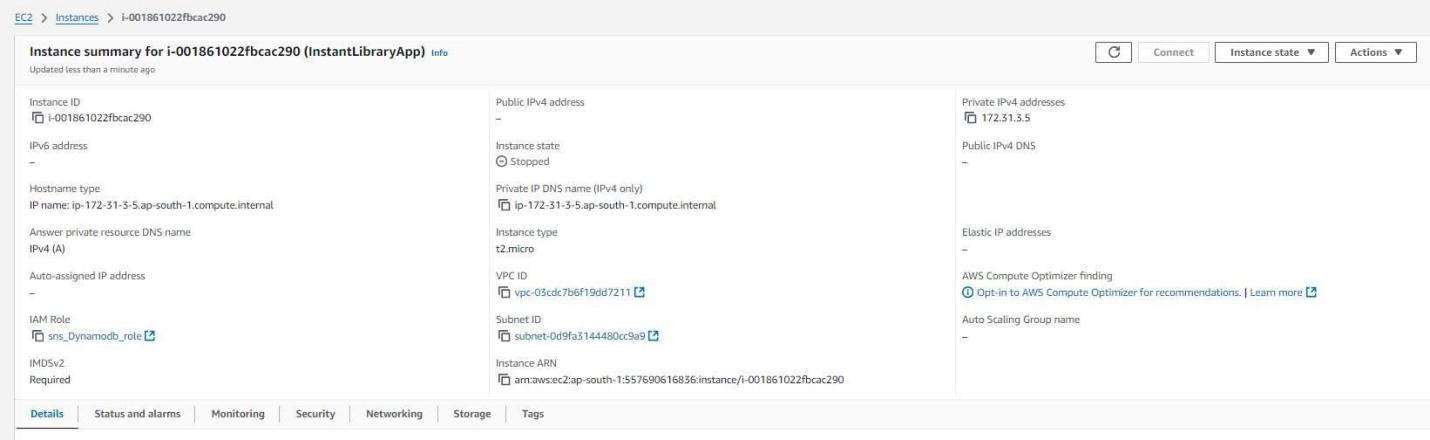 EC2 > Instances > i-001861022fbcac290
Instance summary for i-001861022fbcac290 (InstantLibraryApp) Info
Connect
Instance state ▼
Actions ▼
Updated less than a minute ago
Instance ID
i-001861022fbcac290
Public IPv4 address
–
Private IPv4 addresses
172.31.3.5
IPv6 address
–
Instance state
Stopped
Public IPv4 DNS
–
Hostname type
IP name: ip-172-31-3-5.ap-south-1.compute.internal
Private IP DNS name (IPv4 only)
ip-172-31-3-5.ap-south-1.compute.internal
Answer private resource DNS name
IPv4 (A)
Instance type
t2.micro
Elastic IP addresses
–
Auto-assigned IP address
–
VPC ID
vpc-03cdc7b6f19dd7211
AWS Compute Optimizer finding
Opt-in to AWS Compute Optimizer for recommendations. | Learn more
IAM Role
sns_Dynamodb_role
Subnet ID
subnet-0d9fa3144480cc9a9
Auto Scaling Group name
–
IMDSv2
Required
Instance ARN
arn:aws:ec2:ap-south-1:557690616836:instance/i-001861022fbcac290
Details | Status and alarms | Monitoring | Security | Networking | Storage | Tags